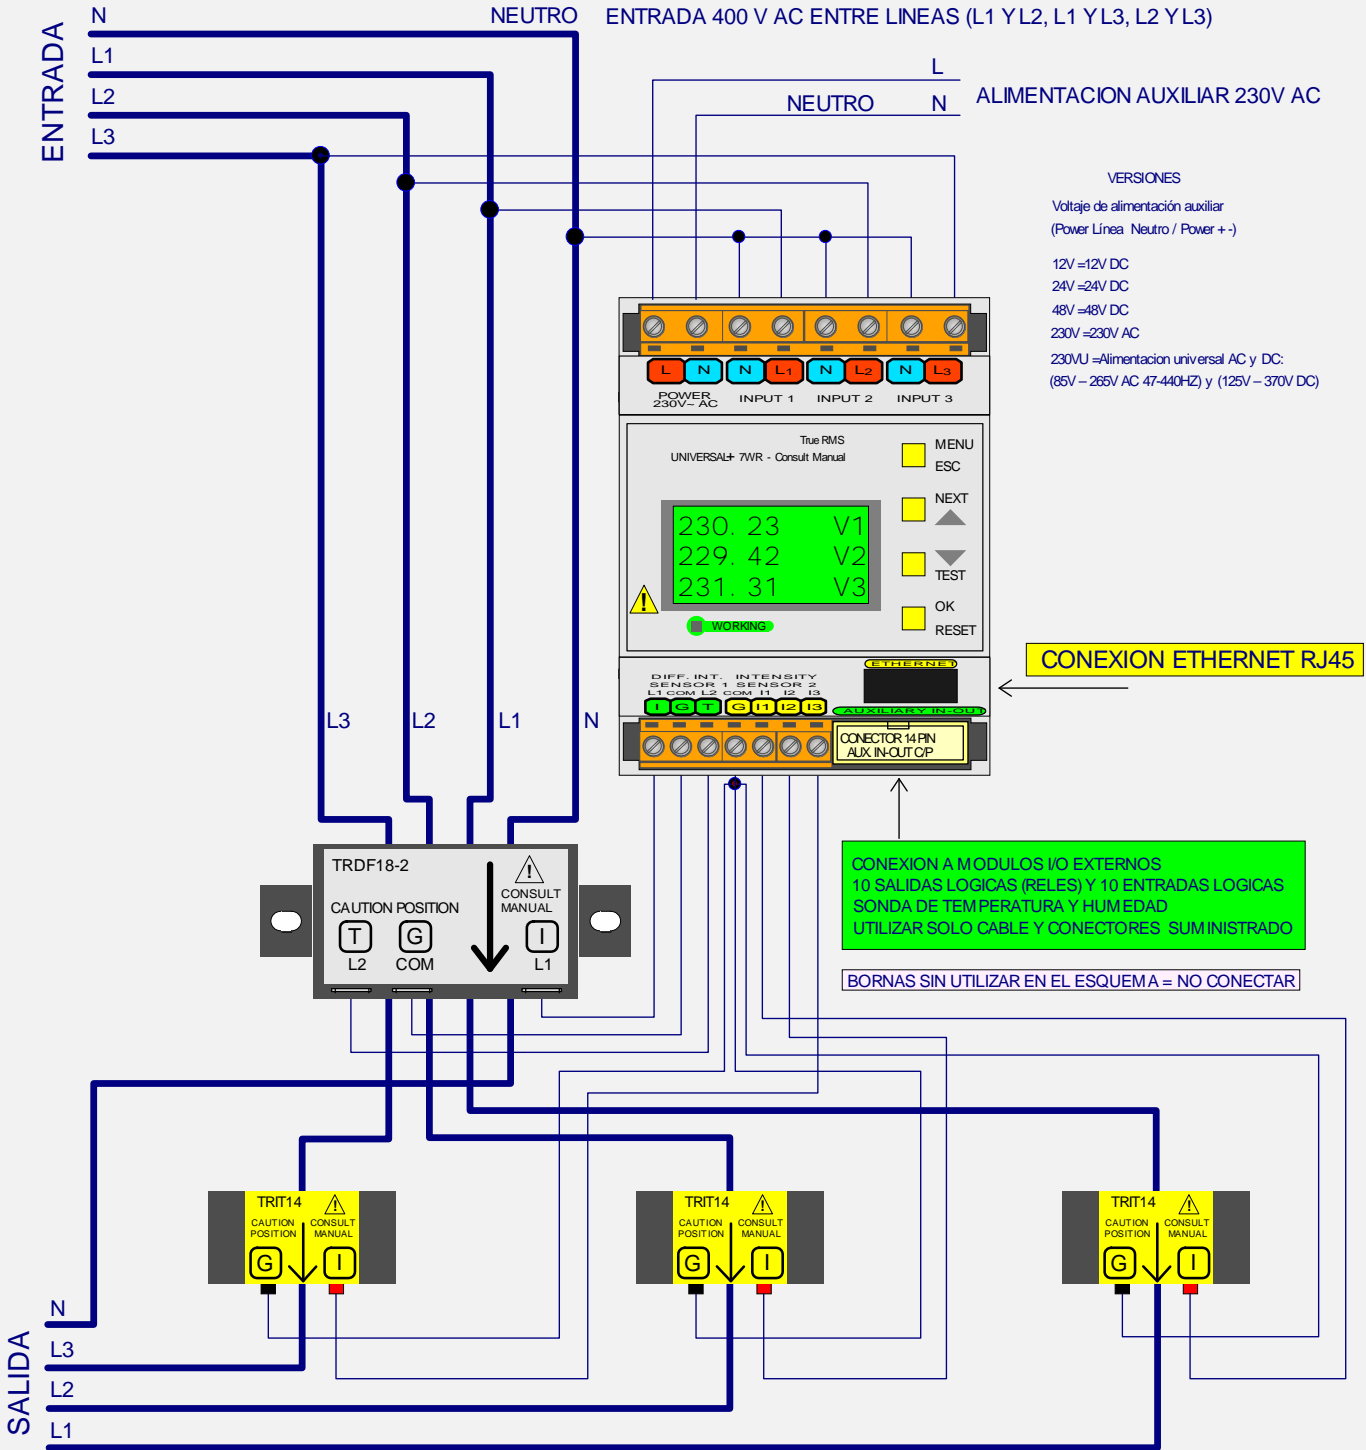 N
NEUTRO
ENTRADA 400 V AC ENTRE LINEAS (L1 Y L2, L1 Y L3, L2 Y L3)
ENTRADA
L1
L2
L3
L
NEUTRO
N
ALIMENTACION AUXILIAR 230V AC
VERSIONES
Voltaje de alimentación auxiliar
(Power Línea Neutro / Power + -)
12V =12V DC
24V =24V DC
48V =48V DC
230V =230V AC
230VU =Alimentacion universal AC y DC:
(85V – 265V AC 47-440HZ) y (125V – 370V DC)
L N N L1 N L2 N L3
POWER
230V~ AC
INPUT 1 INPUT 2 INPUT 3
True RMS
UNIVERSAL+ 7WR - Consult Manual
MENU
ESC
NEXT
TEST
OK
RESET
230. 23 V1
229. 42 V2
231. 31 V3
WORKING
ETHERNET
DIFF. INT. INTENSITY
SENSOR 1 SENSOR 2
L1 COM L2 COM I1 I2 I3
I G T G I1 I2 I3
AUXILIARY IN-OUT
CONECTOR 14 PIN
AUX. IN-OUT C/P
CONEXION ETHERNET RJ45
L3
L2
L1
N
CONEXION A MODULOS I/O EXTERNOS
10 SALIDAS LOGICAS (RELES) Y 10 ENTRADAS LOGICAS
SONDA DE TEMPERATURA Y HUMEDAD
UTILIZAR SOLO CABLE Y CONECTORES SUMINISTRADO
BORNAS SIN UTILIZAR EN EL ESQUEMA = NO CONECTAR
TRDF18-2
CONSULT
MANUAL
CAUTION POSITION
T G I
L2 COM L1
TRIT14
CAUTION
POSITION
CONSULT
MANUAL
G I
TRIT14
CAUTION
POSITION
CONSULT
MANUAL
G I
TRIT14
CAUTION
POSITION
CONSULT
MANUAL
G I
SALIDA
N
L3
L2
L1